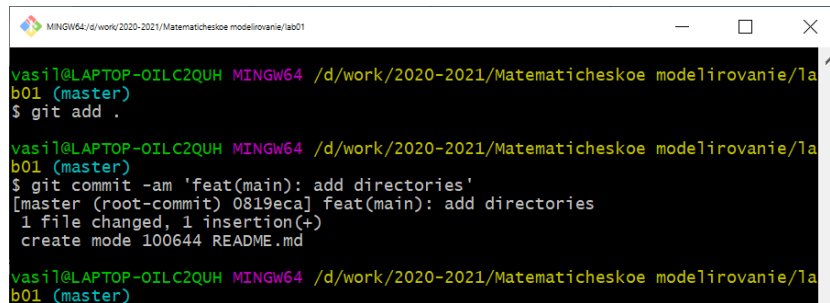 MINGW64:/d/work/2020-2021/Matematicheskoe modelirovanie/lab01
vasil@LAPTOP-OILC2QUH MINGW64 /d/work/2020-2021/Matematicheskoe modelirovanie/la
b01 (master)
$ git add .
vasil@LAPTOP-OILC2QUH MINGW64 /d/work/2020-2021/Matematicheskoe modelirovanie/la
b01 (master)
$ git commit -am 'feat(main): add directories'
[master (root-commit) 0819eca] feat(main): add directories
 1 file changed, 1 insertion(+)
 create mode 100644 README.md
vasil@LAPTOP-OILC2QUH MINGW64 /d/work/2020-2021/Matematicheskoe modelirovanie/la
b01 (master)